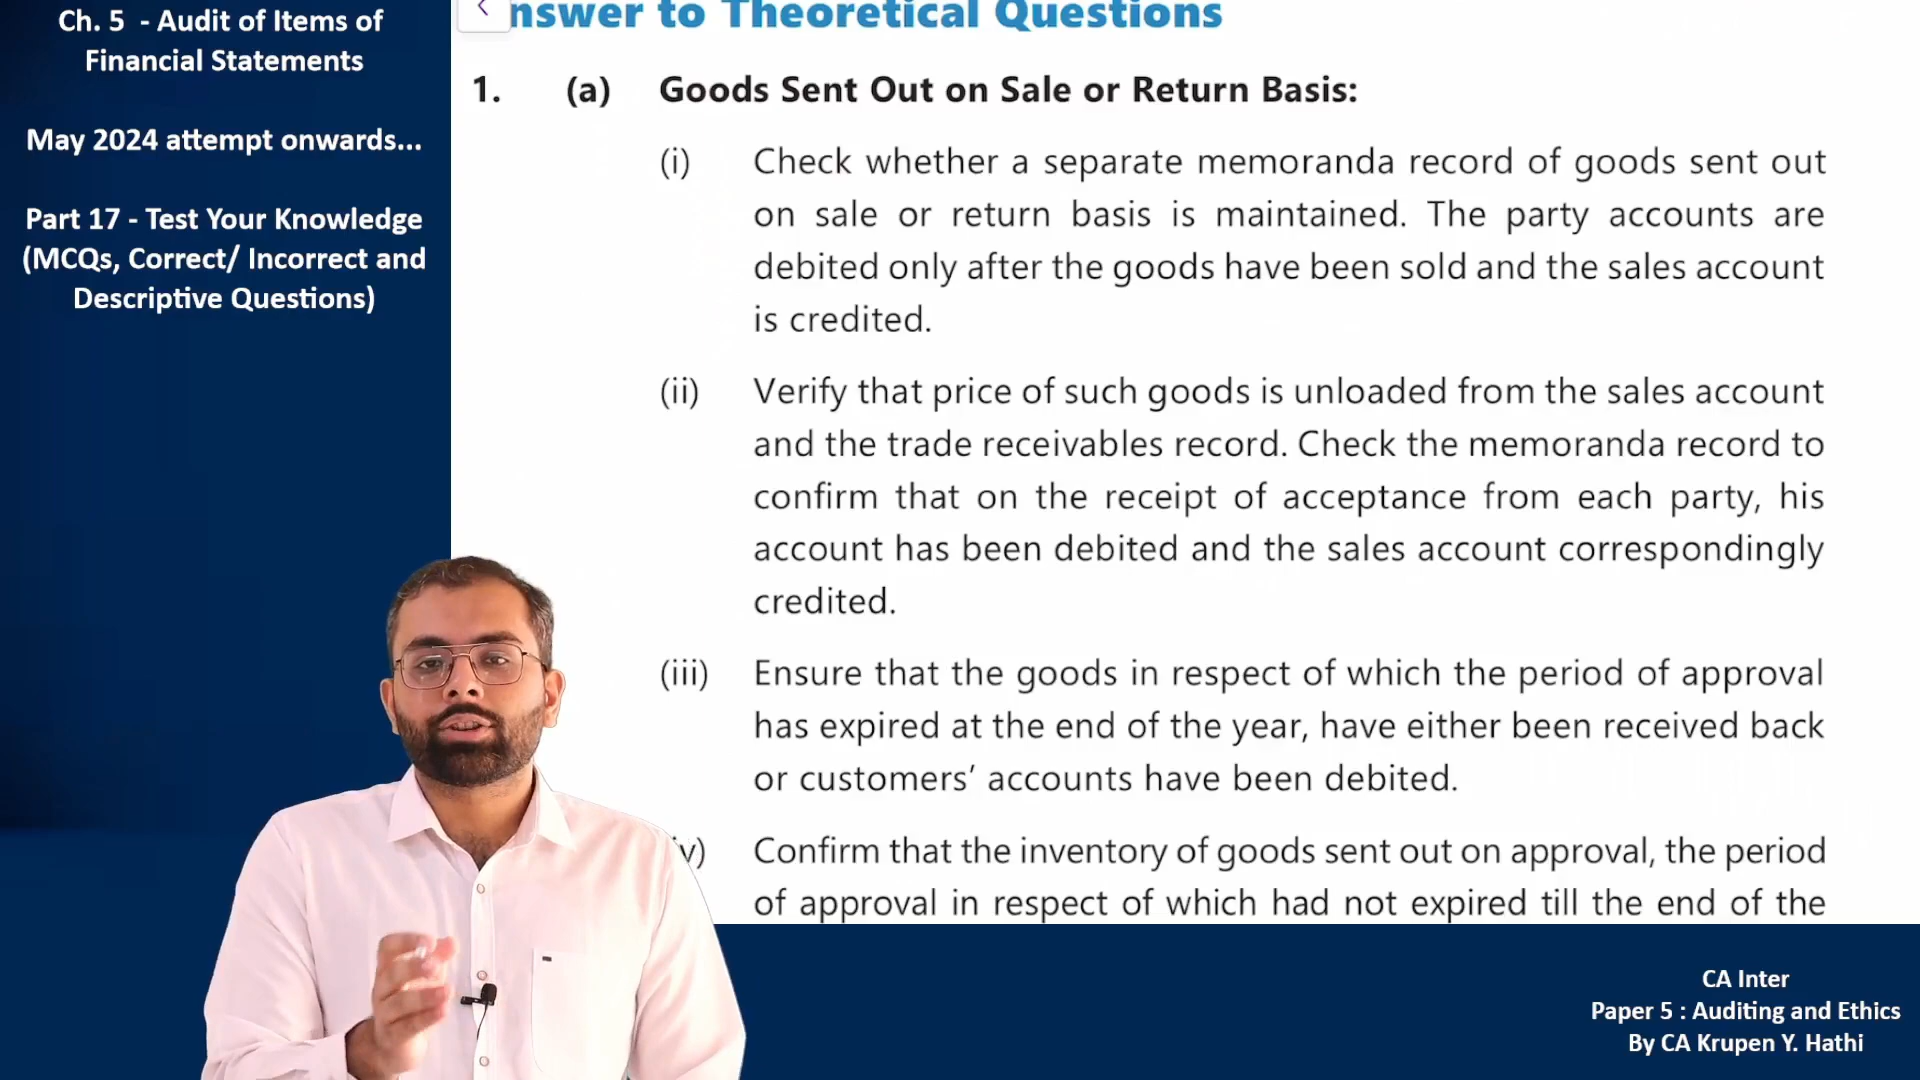 Ch. 5 - Audit of Items of
Financial Statements
May 2024 attempt onwards...
Part 17 - Test Your Knowledge
(MCQs, Correct/ Incorrect and
Descriptive Questions)
nswer to Theoretical Questions
1. (a) Goods Sent Out on Sale or Return Basis:
(i) Check whether a separate memoranda record of goods sent out
on sale or return basis is maintained. The party accounts are
debited only after the goods have been sold and the sales account
is credited.
(ii) Verify that price of such goods is unloaded from the sales account
and the trade receivables record. Check the memoranda record to
confirm that on the receipt of acceptance from each party, his
account has been debited and the sales account correspondingly
credited.
(iii) Ensure that the goods in respect of which the period of approval
has expired at the end of the year, have either been received back
or customers’ accounts have been debited.
v) Confirm that the inventory of goods sent out on approval, the period
of approval in respect of which had not expired till the end of the
CA Inter
Paper 5 : Auditing and Ethics
By CA Krupen Y. Hathi